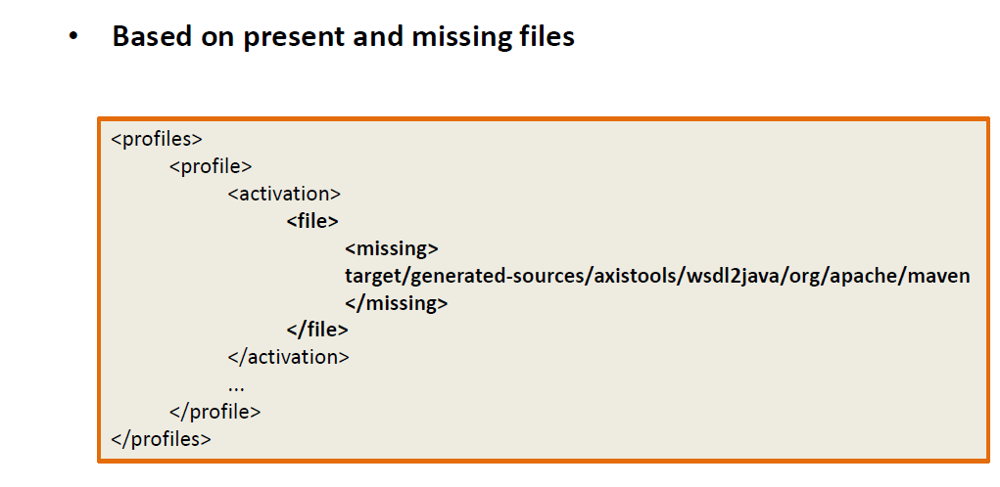 • Based on present and missing files
<profiles>
<profile>
<activation>
<file>
<missing>
target/generated-sources/axistools/wsdl2java/org/apache/maven
</missing>
</file>
</activation>
...
</profile>
</profiles>